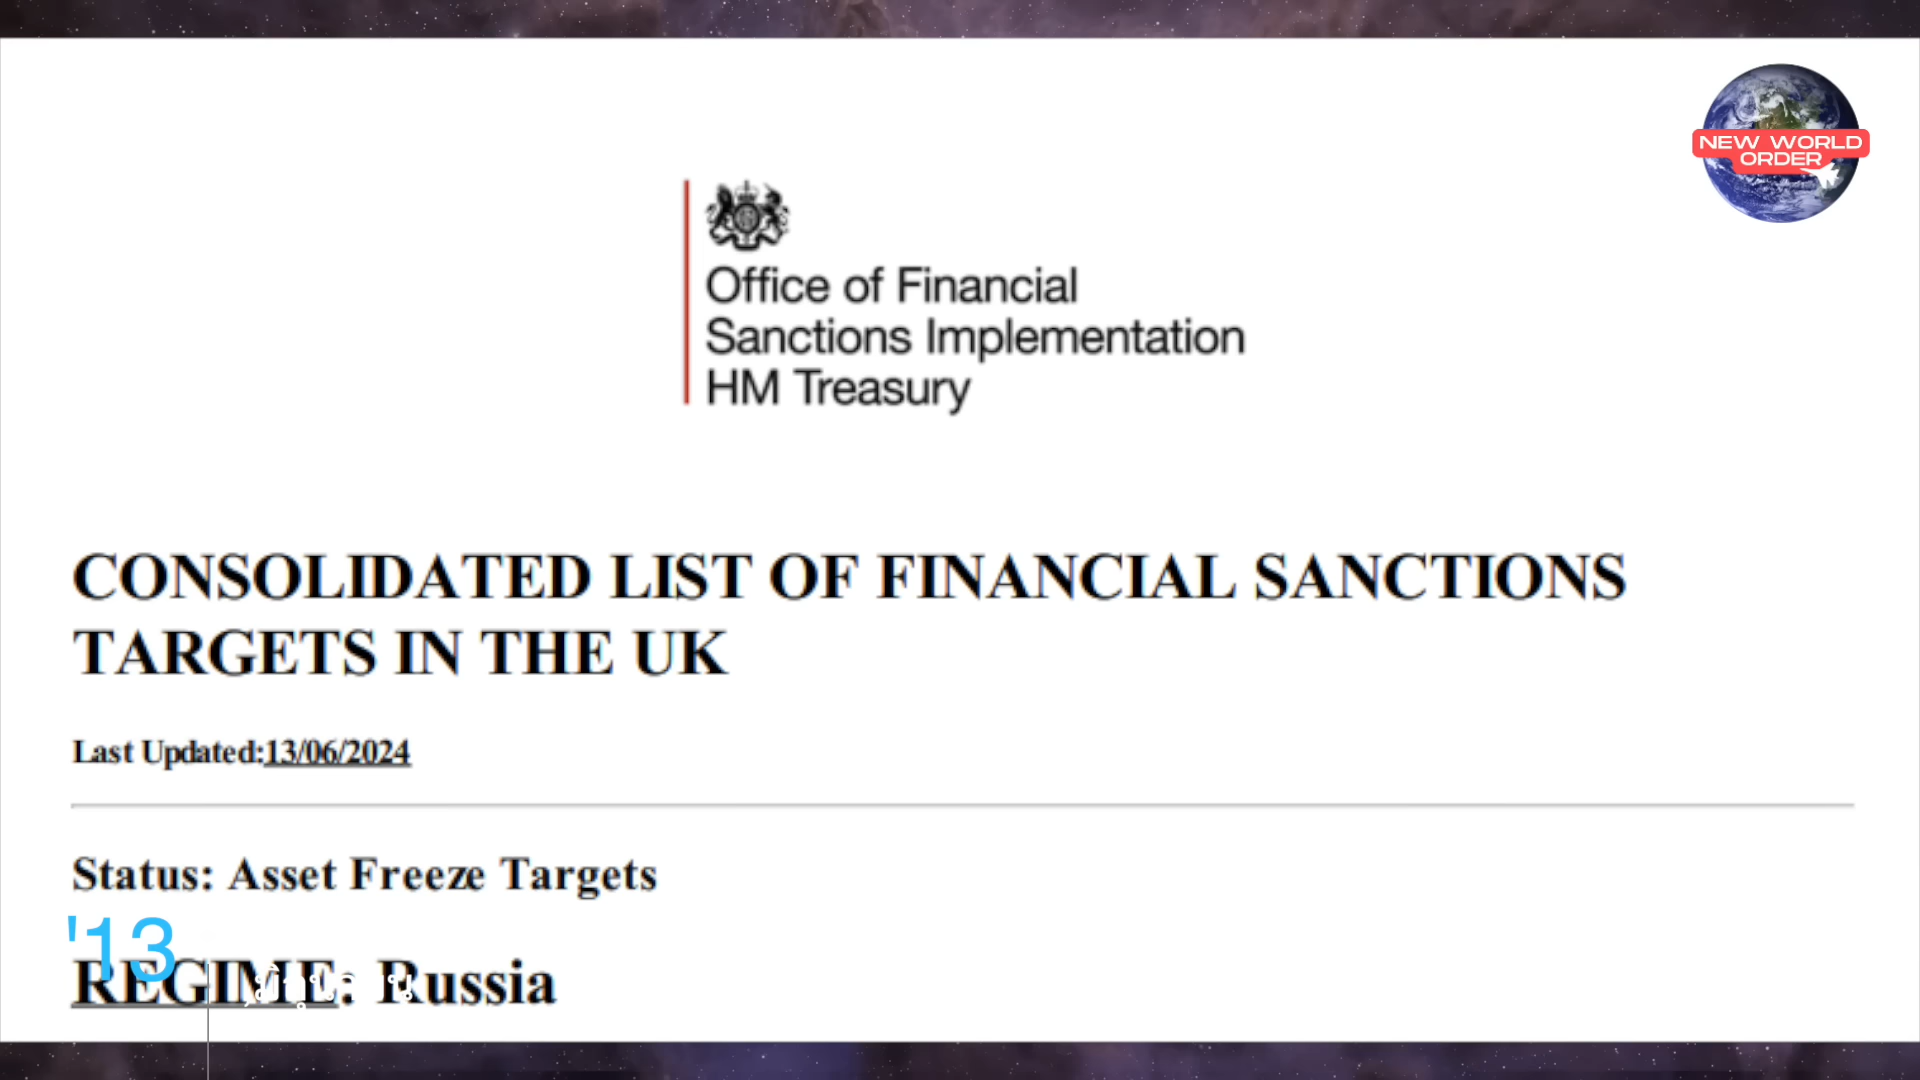 NEW WORLD
ORDER
Office of Financial
Sanctions Implementation
HM Treasury
CONSOLIDATED LIST OF FINANCIAL SANCTIONS
TARGETS IN THE UK
Last Updated:13/06/2024
Status: Asset Freeze Targets
'13
REGIME: Russia